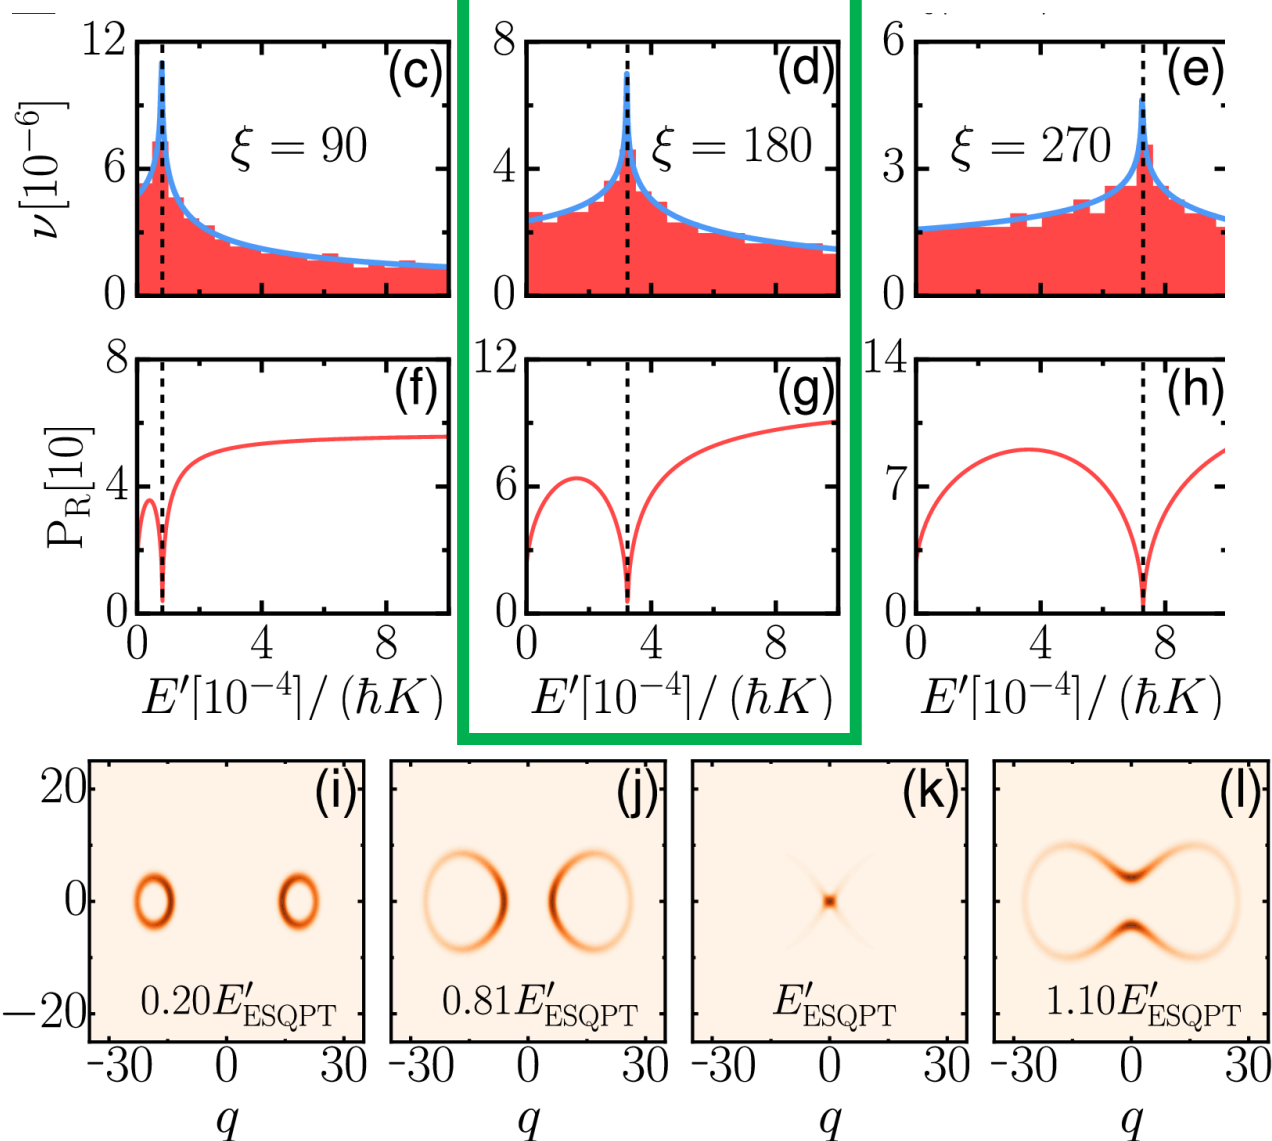 12 (c) 8 (d) 6 (e)
ν[10⁻⁶]
6 ξ = 90 4 ξ = 180 3 ξ = 270
0 0 0
8 (f) 12 (g) 14 (h)
P_R[10]
4 6 7
0 0 0
0 4 8 0 4 8 0 4 8
E′[10⁻⁴]/(ħK) E′[10⁻⁴]/(ħK) E′[10⁻⁴]/(ħK)
20 (i) (j) (k) (l)
0
−20 0.20E′_ESQPT 0.81E′_ESQPT E′_ESQPT 1.10E′_ESQPT
-30 0 30 -30 0 30 -30 0 30 -30 0 30
q q q q